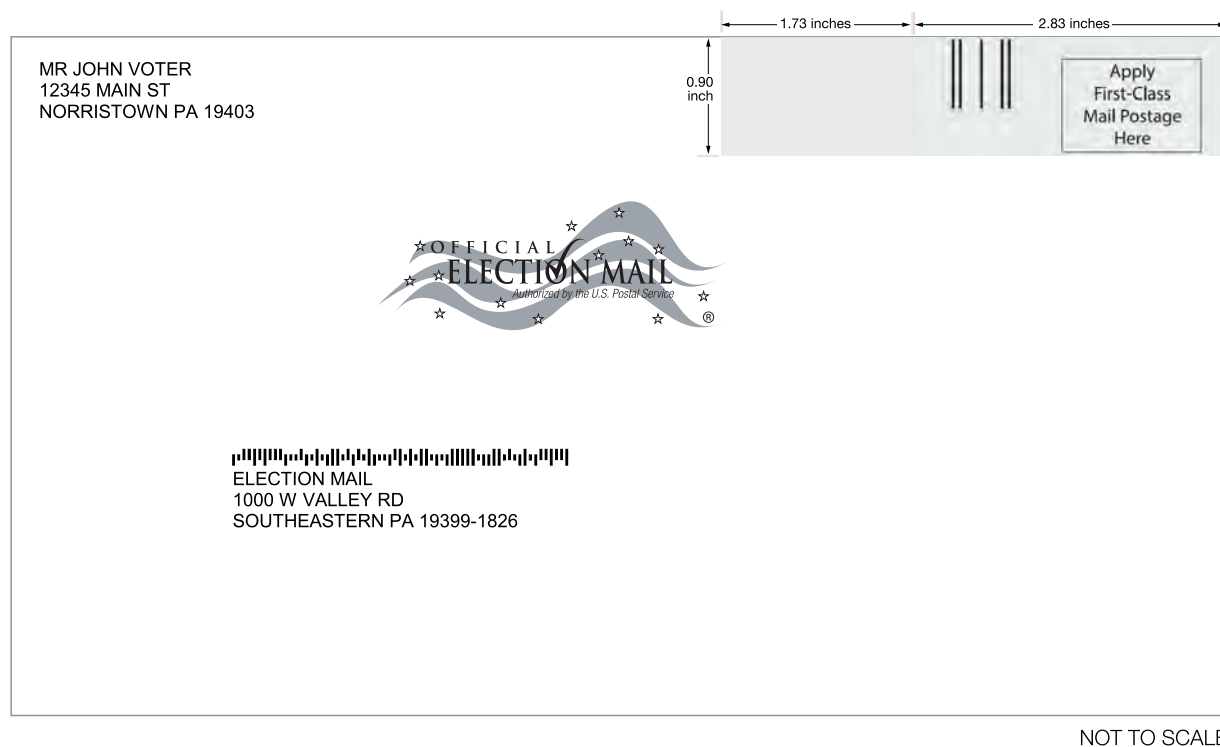 1.73 inches
2.83 inches
MR JOHN VOTER
12345 MAIN ST
NORRISTOWN PA 19403
0.90
inch
Apply
First-Class
Mail Postage
Here
OFFICIAL
ELECTION MAIL
Authorized by the U.S. Postal Service
®
ELECTION MAIL
1000 W VALLEY RD
SOUTHEASTERN PA 19399-1826
NOT TO SCALE